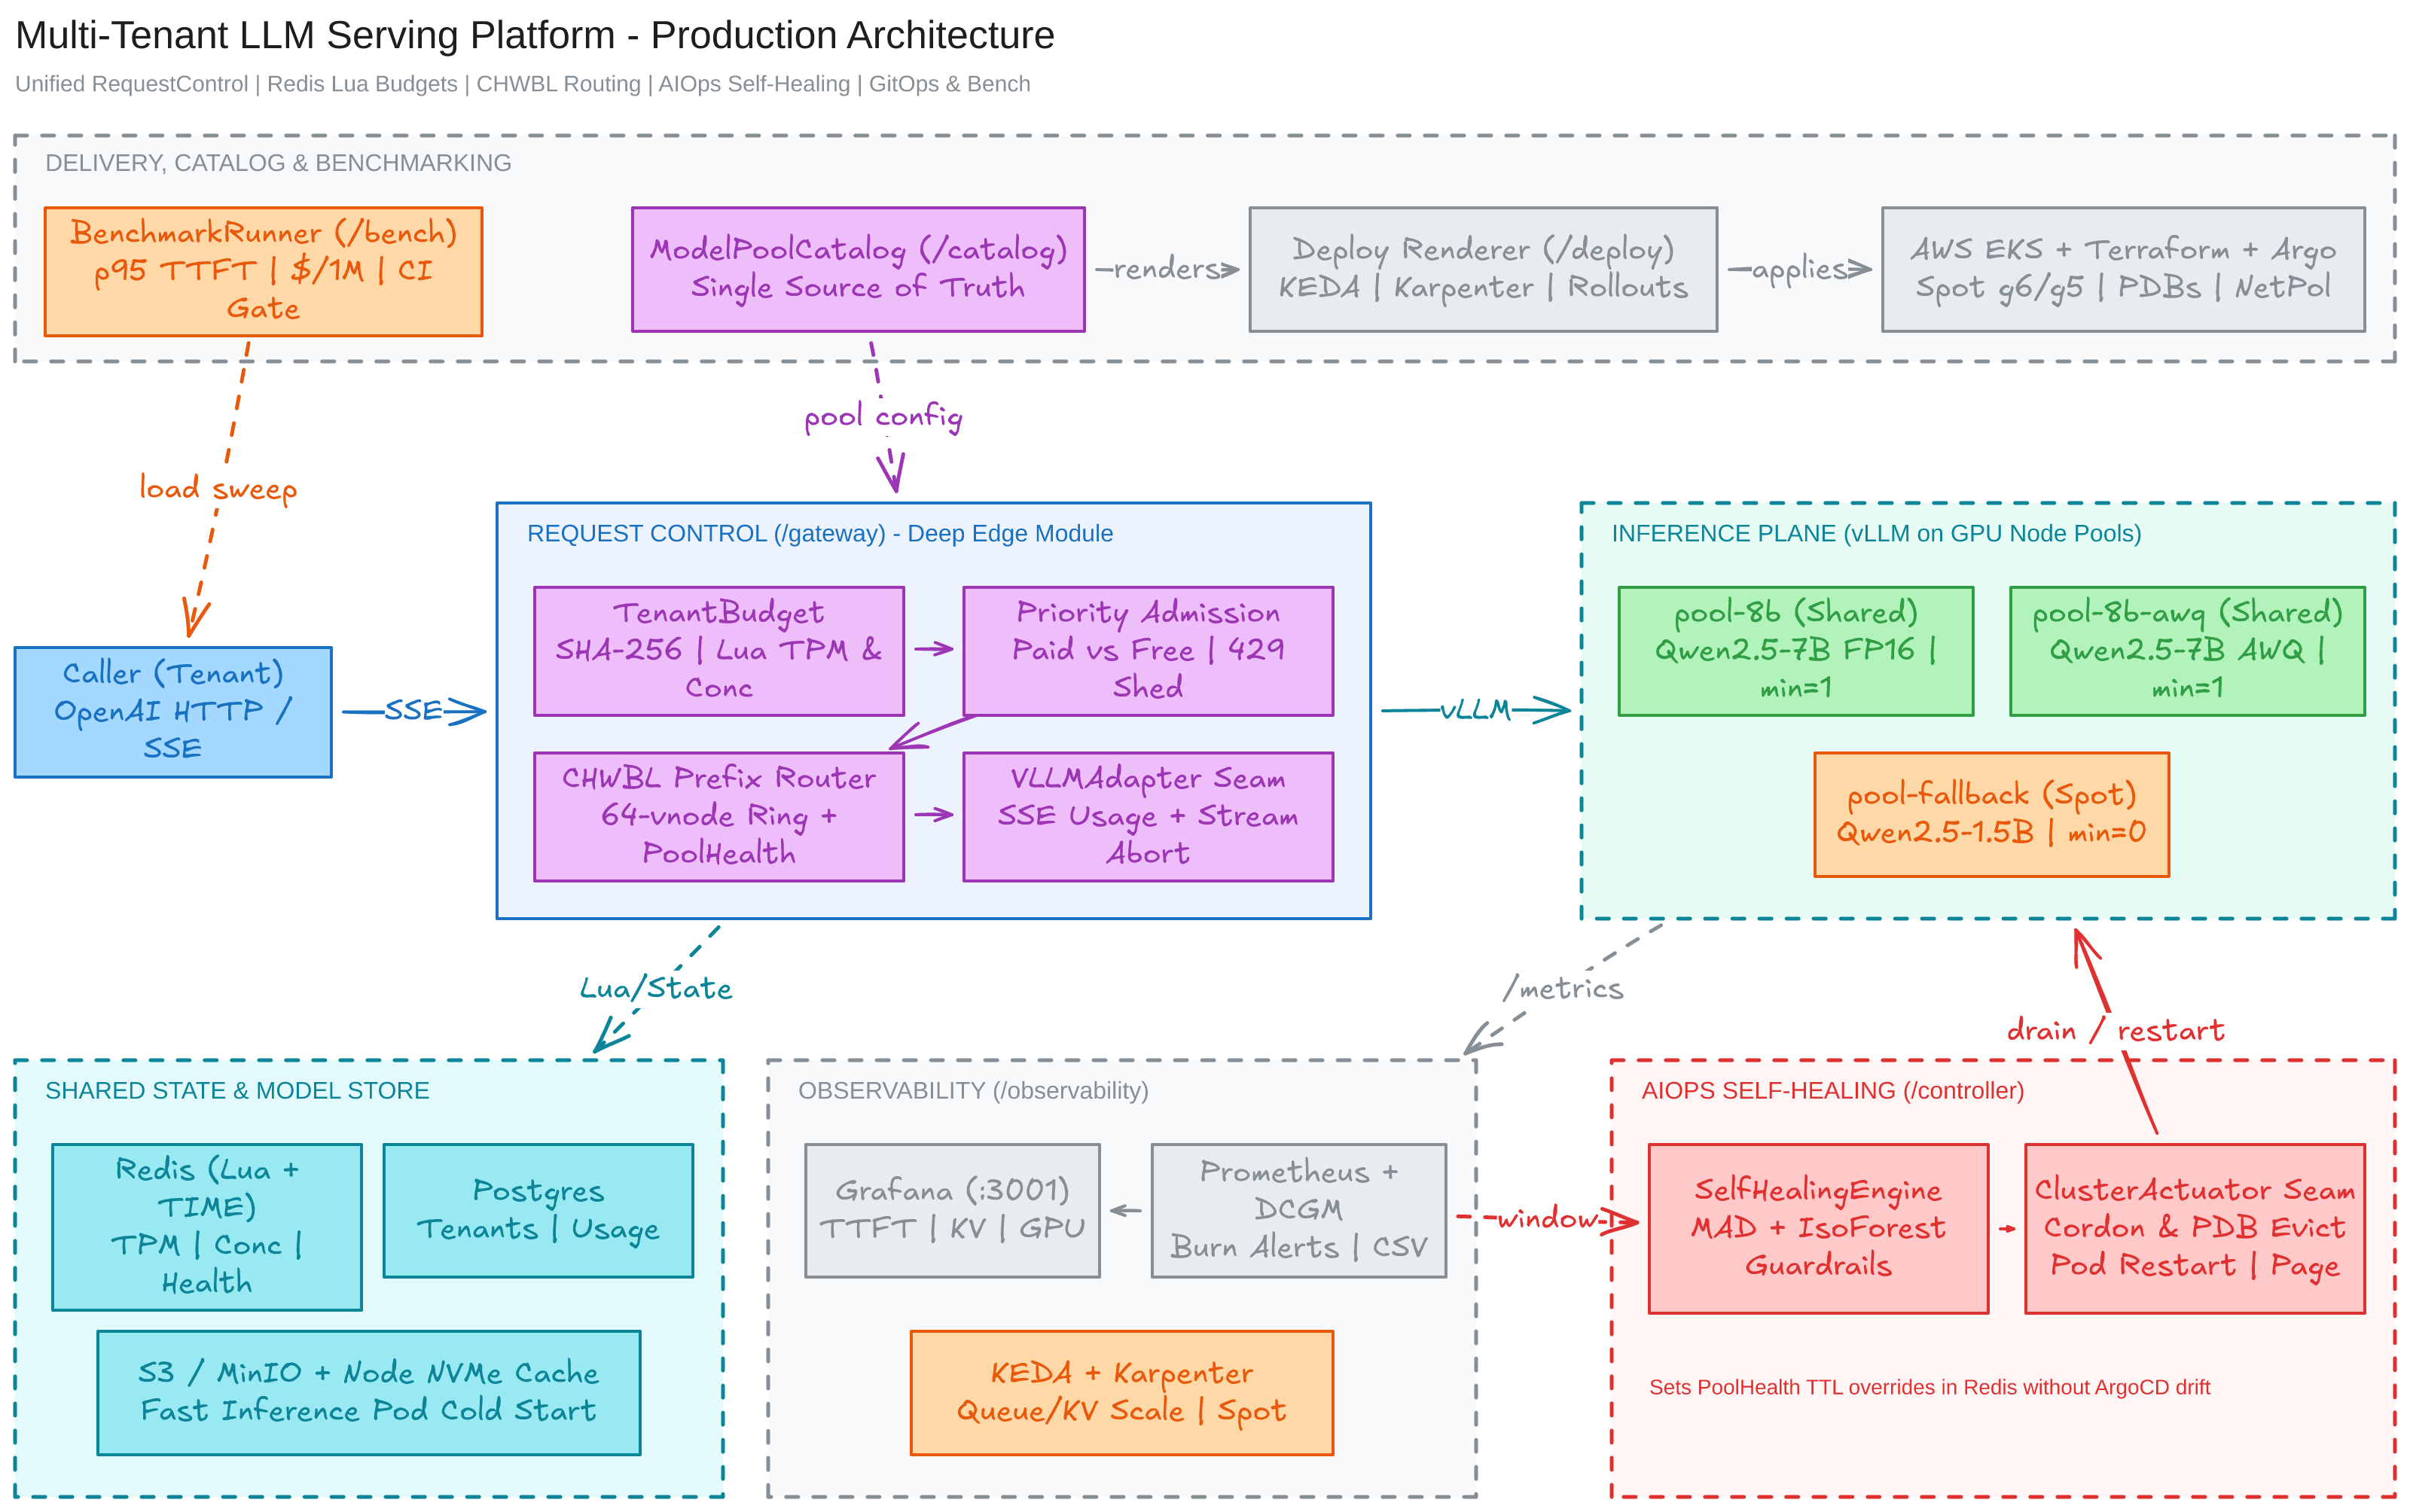 Multi-Tenant LLM Serving Platform - Production Architecture
Unified RequestControl | Redis Lua Budgets | CHWBL Routing | AIOps Self-Healing | GitOps & Bench
DELIVERY, CATALOG & BENCHMARKING
BenchmarkRunner (/bench)
p95 TTFT | $/1M | CI
Gate
ModelPoolCatalog (/catalog)
Single Source of Truth
renders
Deploy Renderer (/deploy)
KEDA | Karpenter | Rollouts
applies
AWS EKS + Terraform + Argo
Spot g6/g5 | PDBs | NetPol
load sweep
pool config
Caller (Tenant)
OpenAI HTTP /
SSE
SSE
REQUEST CONTROL (/gateway) - Deep Edge Module
TenantBudget
SHA-256 | Lua TPM &
Conc
Priority Admission
Paid vs Free | 429
Shed
CHWBL Prefix Router
64-vnode Ring +
PoolHealth
VLLMAdapter Seam
SSE Usage + Stream
Abort
vLLM
INFERENCE PLANE (vLLM on GPU Node Pools)
pool-8b (Shared)
Qwen2.5-7B FP16 |
min=1
pool-8b-awq (Shared)
Qwen2.5-7B AWQ |
min=1
pool-fallback (Spot)
Qwen2.5-1.5B | min=0
Lua/State
/metrics
drain / restart
SHARED STATE & MODEL STORE
Redis (Lua +
TIME)
TPM | Conc |
Health
Postgres
Tenants | Usage
S3 / MinIO + Node NVMe Cache
Fast Inference Pod Cold Start
OBSERVABILITY (/observability)
Grafana (:3001)
TTFT | KV | GPU
Prometheus +
DCGM
Burn Alerts | CSV
KEDA + Karpenter
Queue/KV Scale | Spot
window
AIOPS SELF-HEALING (/controller)
SelfHealingEngine
MAD + IsoForest
Guardrails
ClusterActuator Seam
Cordon & PDB Evict
Pod Restart | Page
Sets PoolHealth TTL overrides in Redis without ArgoCD drift